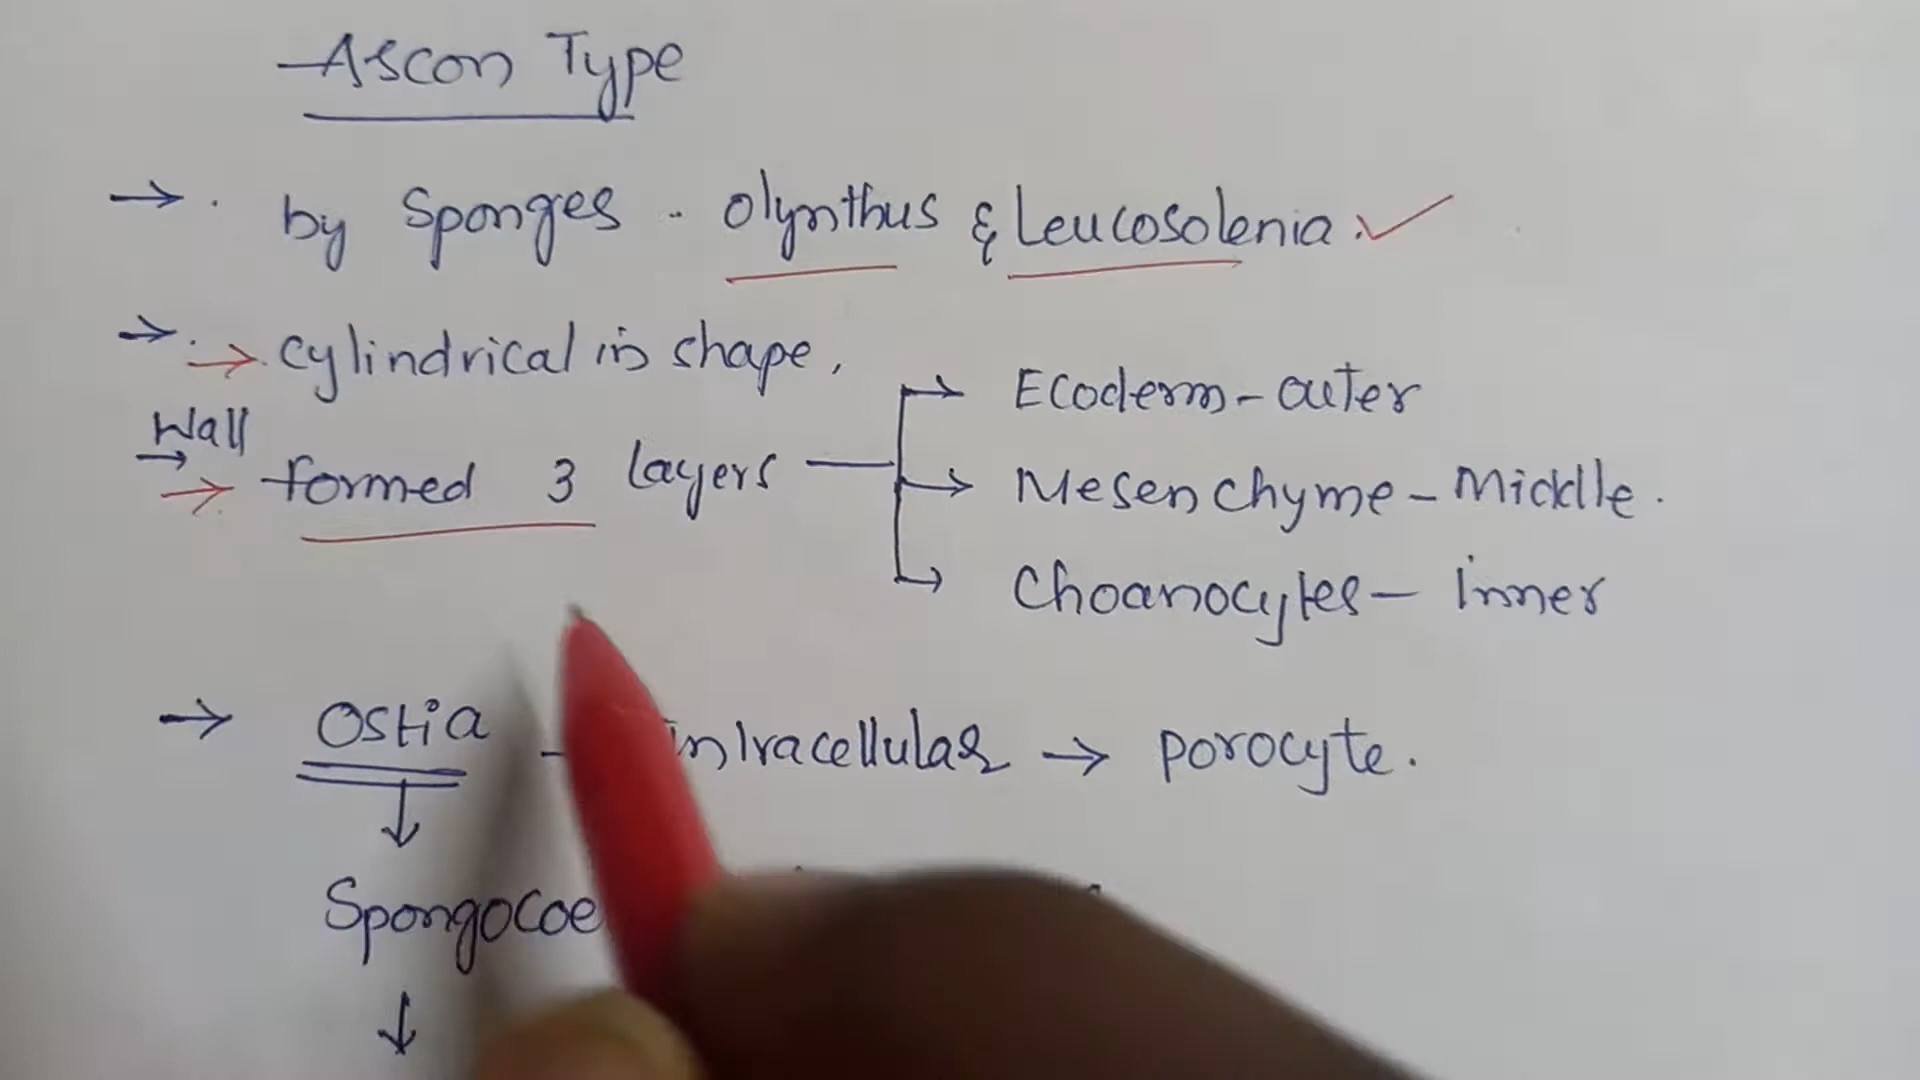 Ascon Type
→. by Sponges - Olynthus & Leucosolenia.
→. → Cylindrical in shape,
Wall
→ → formed 3 layers
→ Ecoderm - outer
→ Mesenchyme - Middle.
→ Choanocytes - Inner
→ Ostia - intracellular → porocyte.
↓
Spongocoe
↓